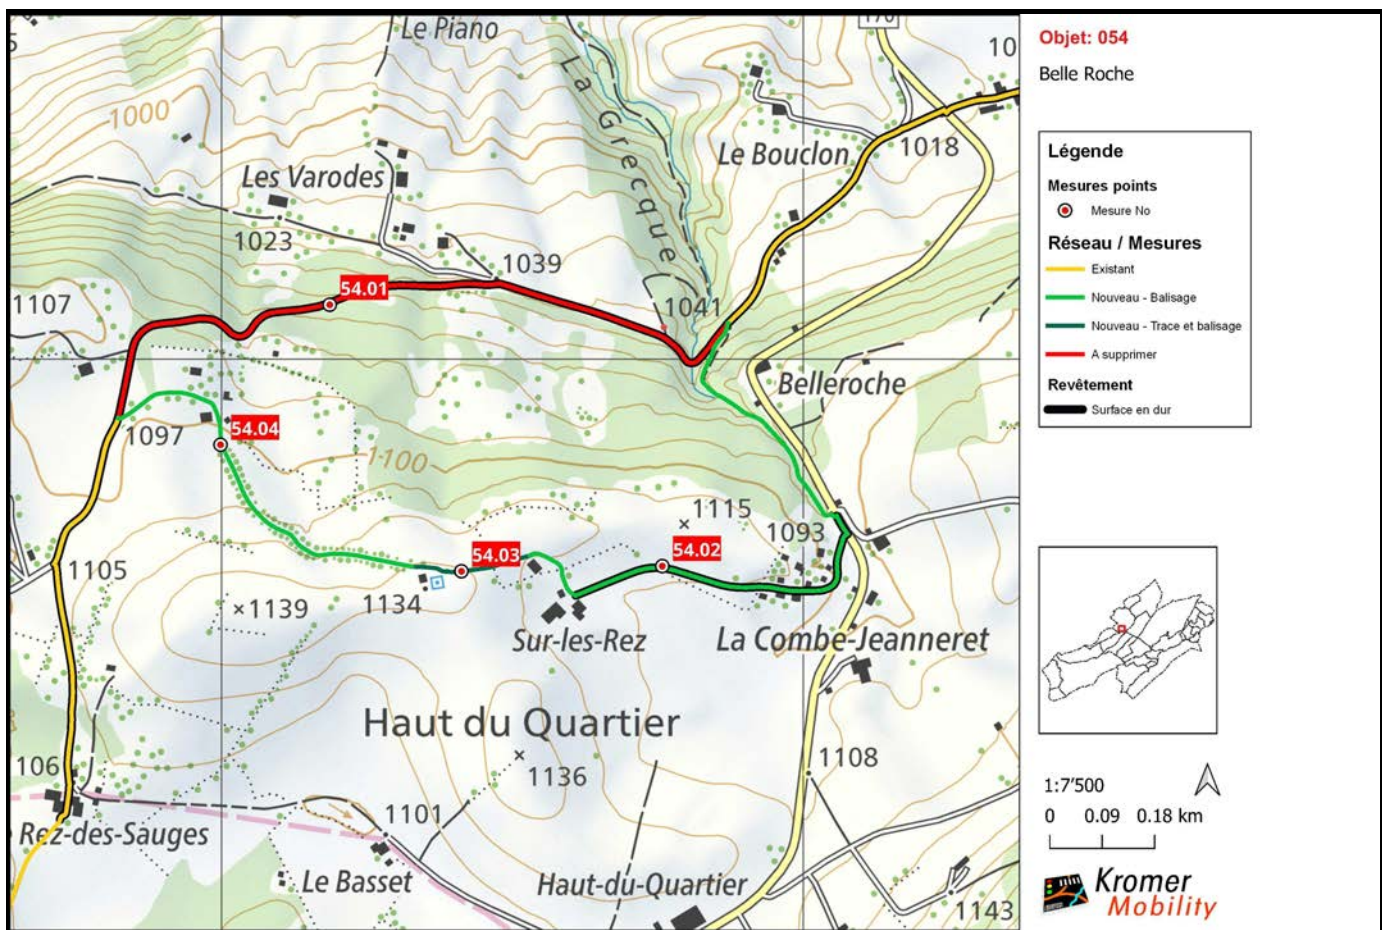 Le Piano
170
10
5
La Grecque
1000
Le Bouclon
1018
Les Varodes
1023
1039
54.01
1041
1107
Belleroche
1097
54.04
1100
1115
1093
54.03
54.02
1105
1134
1139
Sur-les-Rez
La Combe-Jeanneret
Haut du Quartier
1136
1108
106
Rez-des-Sauges
1101
Le Basset
Haut-du-Quartier
1143
Objet: 054
Belle Roche
Légende
Mesures points
Mesure No
Réseau / Mesures
Existant
Nouveau - Balisage
Nouveau - Trace et balisage
A supprimer
Revêtement
Surface en dur
1:7'500
0 0.09 0.18 km
Kromer
Mobility